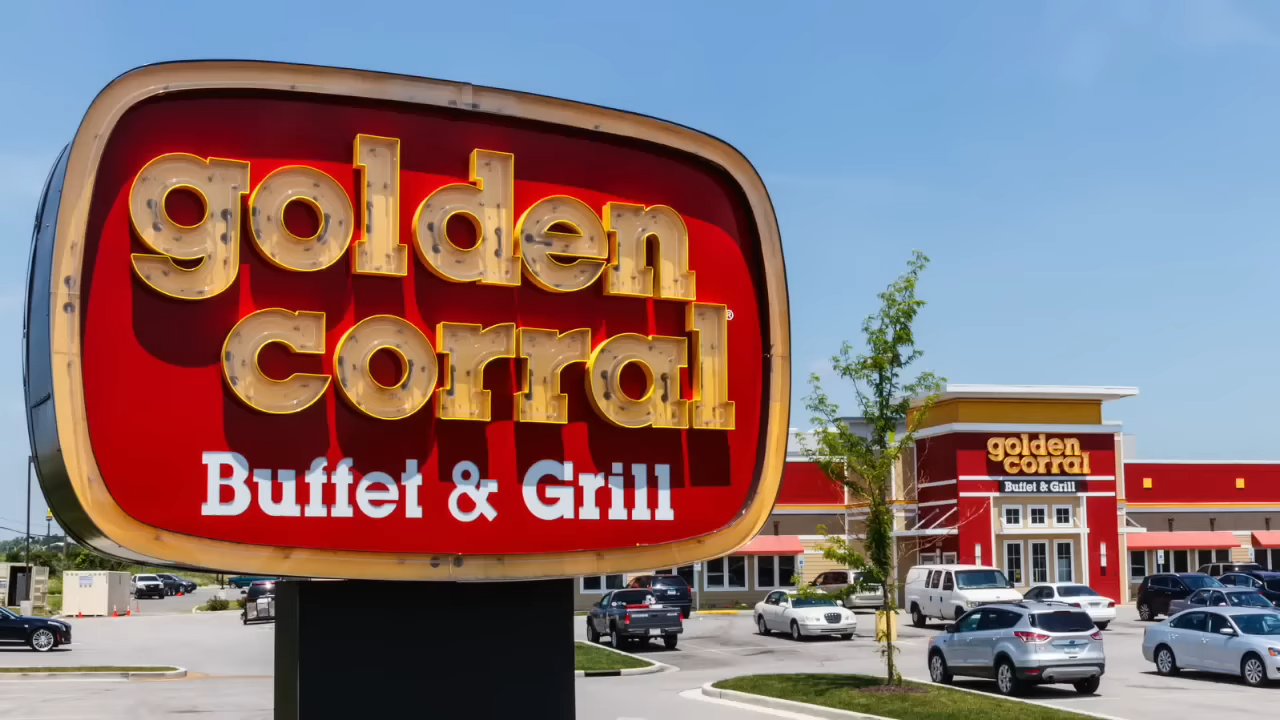 golden
corral®
Buffet & Grill
golden
corral
Buffet & Grill